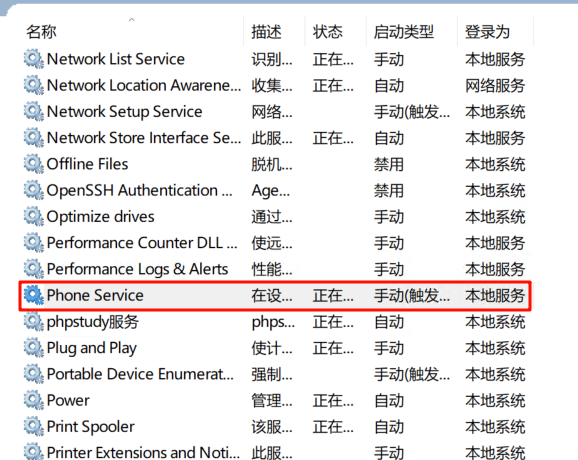 名称 描述 状态 启动类型 登录为
Network List Service 识别... 正在... 手动 本地服务
Network Location Awarene... 收集... 正在... 自动 网络服务
Network Setup Service 网络... 手动(触发... 本地系统
Network Store Interface Se... 此服... 正在... 自动 本地服务
Offline Files 脱机... 禁用 本地系统
OpenSSH Authentication ... Age... 禁用 本地系统
Optimize drives 通过... 手动 本地系统
Performance Counter DLL ... 使远... 手动 本地服务
Performance Logs & Alerts 性能... 手动 本地服务
Phone Service 在设... 正在... 手动(触发... 本地服务
phpstudy服务 phps... 正在... 自动 本地系统
Plug and Play 使计... 正在... 手动 本地系统
Portable Device Enumerat... 强制... 手动(触发... 本地系统
Power 管理... 正在... 自动 本地系统
Print Spooler 该服... 正在... 自动 本地系统
Printer Extensions and Noti... 此服... 手动 本地系统